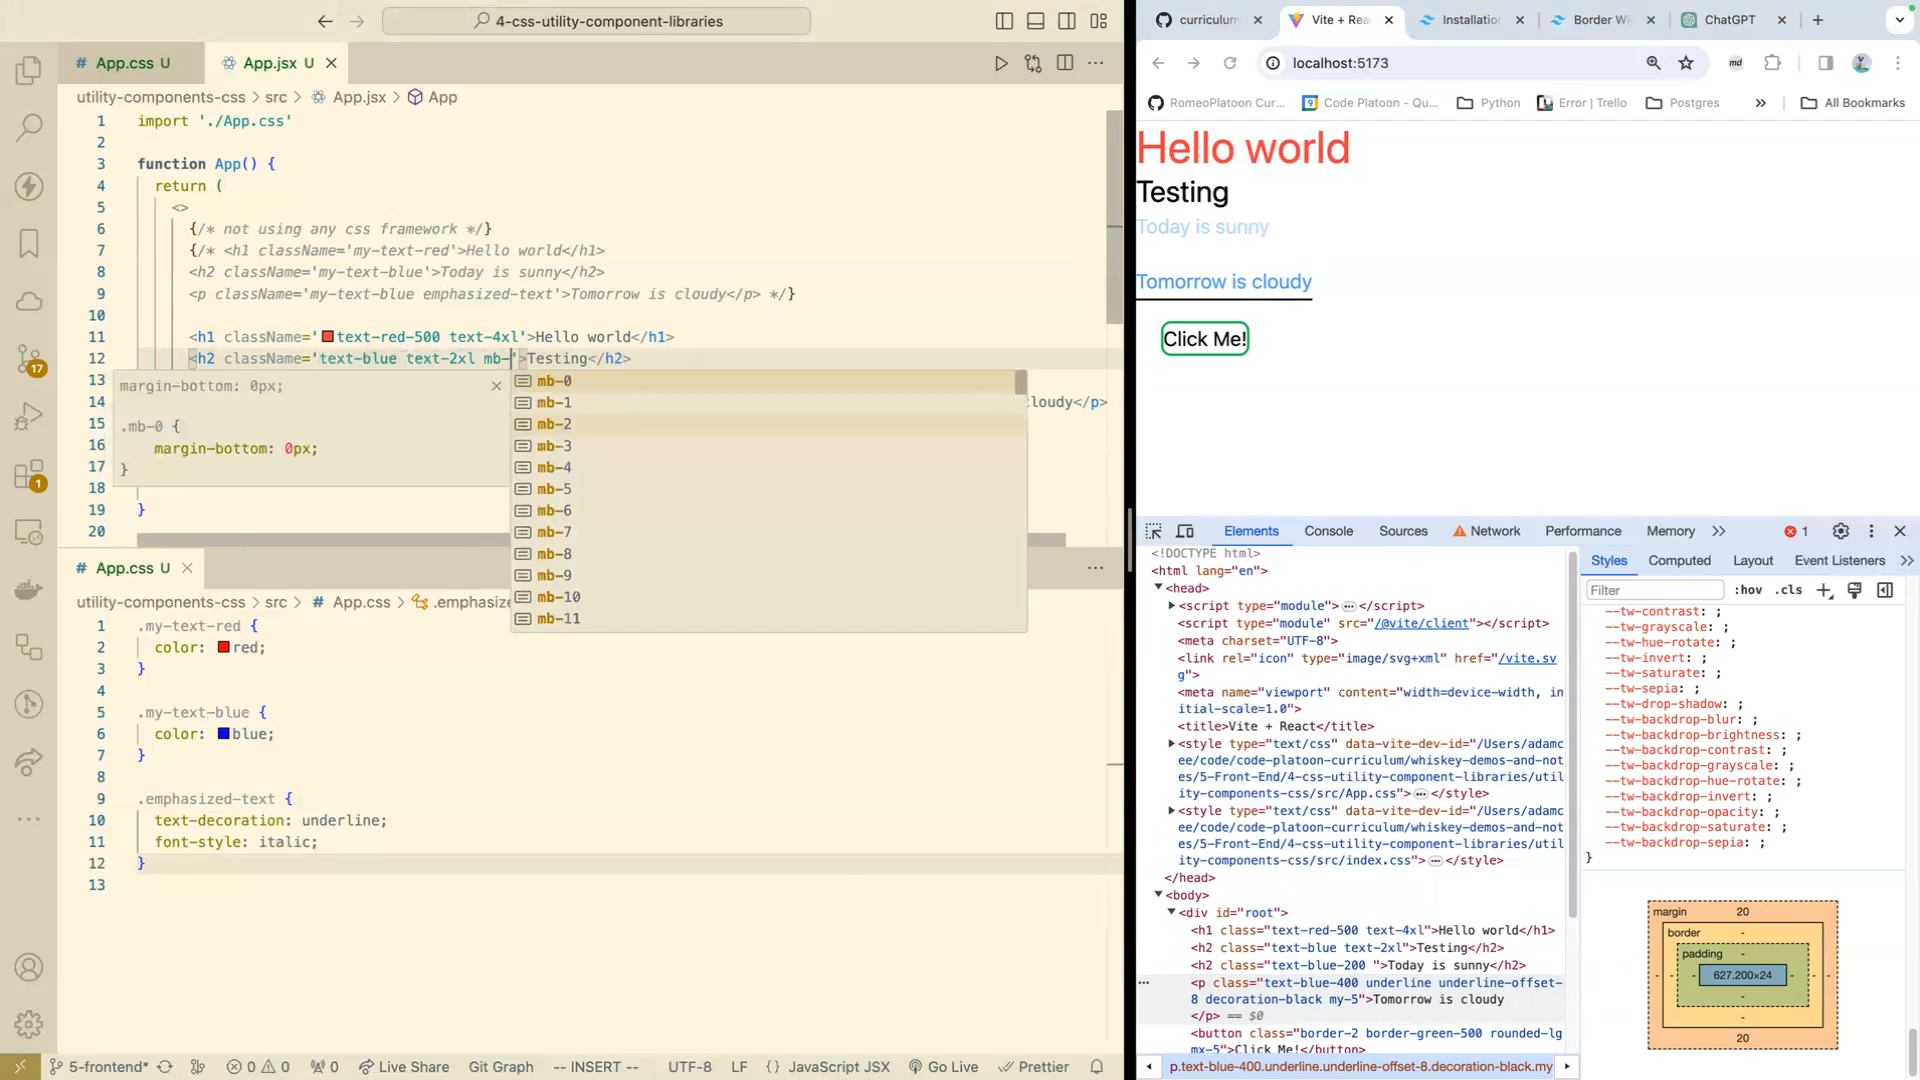 4-css-utility-component-libraries
# App.css U
App.jsx U ×
utility-components-css > src > App.jsx > App
1 import './App.css'
2
3 function App() {
4 return (
5 <>
6 {/* not using any css framework */}
7 {/* <h1 className='my-text-red'>Hello world</h1>
8 <h2 className='my-text-blue'>Today is sunny</h2>
9 <p className='my-text-blue emphasized-text'>Tomorrow is cloudy</p> */}
10
11 <h1 className='text-red-500 text-4xl'>Hello world</h1>
12 <h2 className='text-blue text-2xl mb-'>Testing</h2>
13
14 cloudy</p>
15
16
17
18
19 }
20
margin-bottom: 0px; ×
.mb-0 {
margin-bottom: 0px;
}
mb-0
mb-1
mb-2
mb-3
mb-4
mb-5
mb-6
mb-7
mb-8
mb-9
mb-10
mb-11
# App.css U ×
utility-components-css > src > # App.css > .emphasize
1 .my-text-red {
2 color: red;
3 }
4
5 .my-text-blue {
6 color: blue;
7 }
8
9 .emphasized-text {
10 text-decoration: underline;
11 font-style: italic;
12 }
13
17
1
5-frontend* 0 0 0 Live Share Git Graph -- INSERT -- UTF-8 LF {} JavaScript JSX Go Live Prettier
curriculum × Vite + Rea × Installation × Border Wi × ChatGPT × +
localhost:5173
RomeoPlatoon Cur... Code Platoon - Qu... Python Error | Trello Postgres » All Bookmarks
Hello world
Testing
Today is sunny
Tomorrow is cloudy
Click Me!
Elements Console Sources Network Performance Memory » 1
<!DOCTYPE html>
<html lang="en">
<head>
<script type="module"> </script>
<script type="module" src="/@vite/client"></script>
<meta charset="UTF-8">
<link rel="icon" type="image/svg+xml" href="/vite.sv
g">
<meta name="viewport" content="width=device-width, in
itial-scale=1.0">
<title>Vite + React</title>
<style type="text/css" data-vite-dev-id="/Users/adamc
ee/code/code-platoon-curriculum/whiskey-demos-and-not
es/5-Front-End/4-css-utility-component-libraries/util
ity-components-css/src/App.css"> </style>
<style type="text/css" data-vite-dev-id="/Users/adamc
ee/code/code-platoon-curriculum/whiskey-demos-and-not
es/5-Front-End/4-css-utility-component-libraries/util
ity-components-css/src/index.css"> </style>
</head>
<body>
<div id="root">
<h1 class="text-red-500 text-4xl">Hello world</h1>
<h2 class="text-blue text-2xl">Testing</h2>
<h2 class="text-blue-200 ">Today is sunny</h2>
<p class="text-blue-400 underline underline-offset-
8 decoration-black my-5">Tomorrow is cloudy
</p> == $0
<button class="border-2 border-green-500 rounded-lg
mx-5">Click Me!</button>
p.text-blue-400.underline.underline-offset-8.decoration-black.my
Styles Computed Layout Event Listeners »
Filter :hov .cls +
--tw-contrast: ;
--tw-grayscale: ;
--tw-hue-rotate: ;
--tw-invert: ;
--tw-saturate: ;
--tw-sepia: ;
--tw-drop-shadow: ;
--tw-backdrop-blur: ;
--tw-backdrop-brightness: ;
--tw-backdrop-contrast: ;
--tw-backdrop-grayscale: ;
--tw-backdrop-hue-rotate: ;
--tw-backdrop-invert: ;
--tw-backdrop-opacity: ;
--tw-backdrop-saturate: ;
--tw-backdrop-sepia: ;
}
margin 20
border -
padding -
- - - 627.200×24 - - -
-
-
20